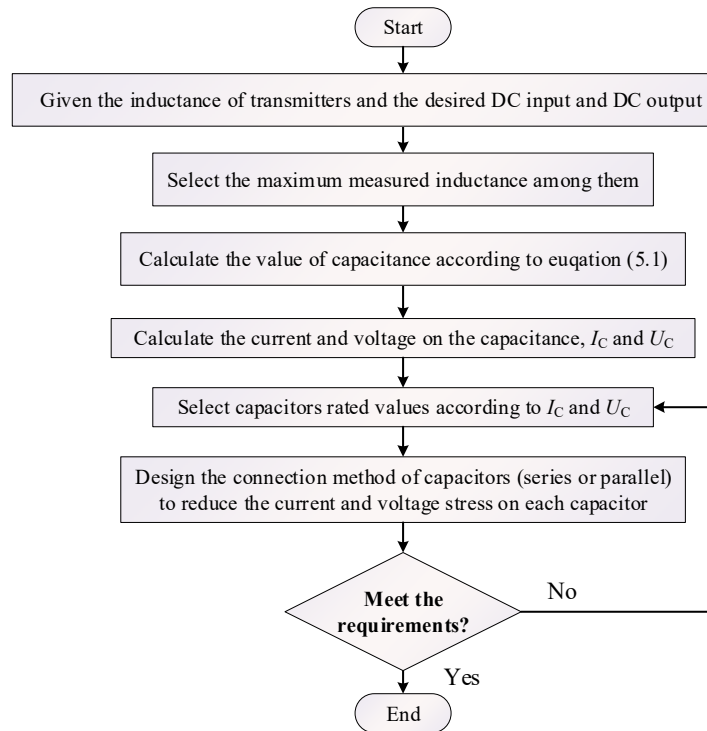 Start
Given the inductance of transmitters and the desired DC input and DC output
Select the maximum measured inductance among them
Calculate the value of capacitance according to euqation (5.1)
Calculate the current and voltage on the capacitance, IC and UC
Select capacitors rated values according to IC and UC
Design the connection method of capacitors (series or parallel)
to reduce the current and voltage stress on each capacitor
Meet the
requirements?
No
Yes
End